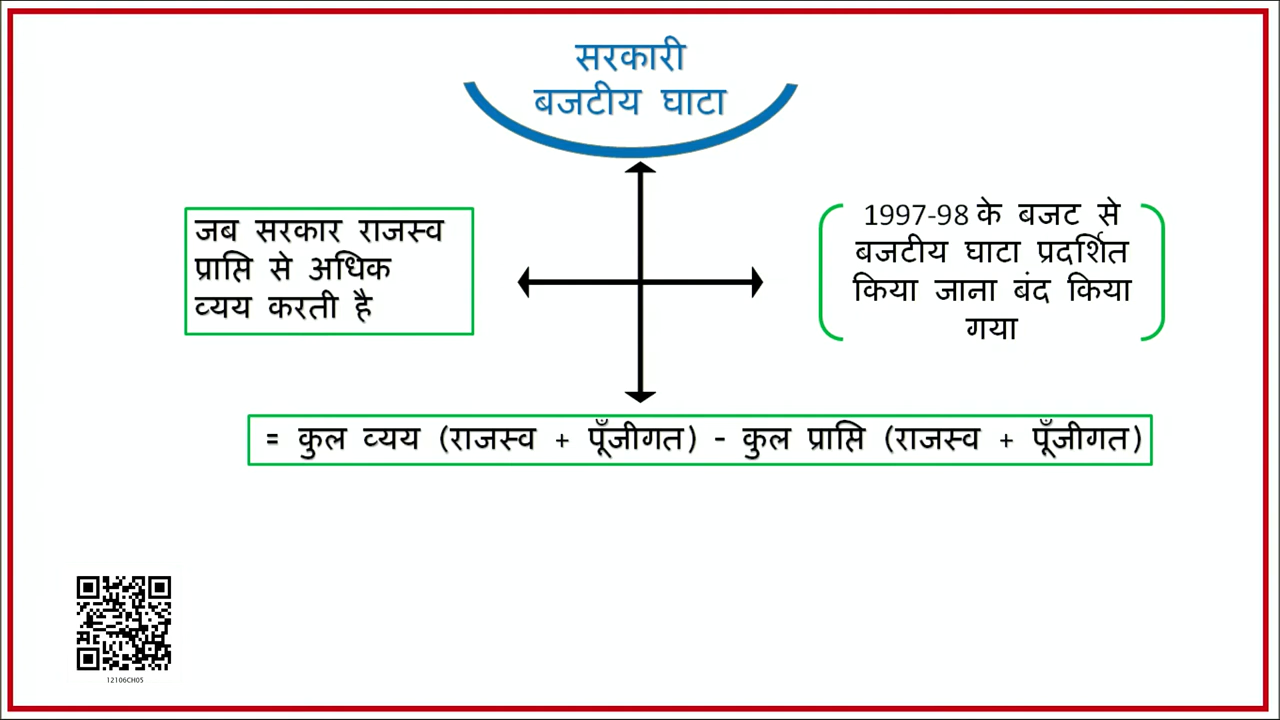 सरकारी
बजटीय घाटा
जब सरकार राजस्व
प्राप्ति से अधिक
व्यय करती है
1997-98 के बजट से
बजटीय घाटा प्रदर्शित
किया जाना बंद किया
गया
= कुल व्यय (राजस्व + पूँजीगत) - कुल प्राप्ति (राजस्व + पूँजीगत)
12106CH05